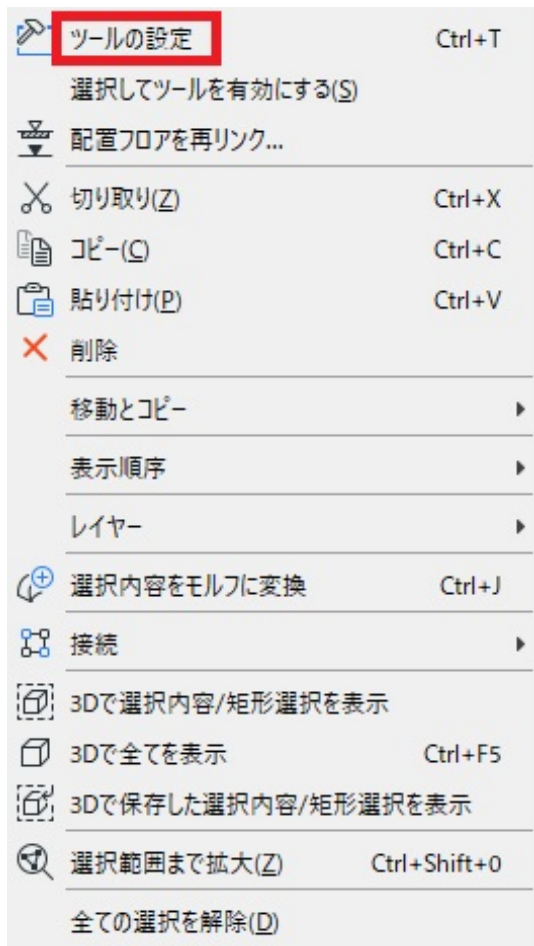 ツールの設定 Ctrl+T
選択してツールを有効にする(S)
配置フロアを再リンク...
切り取り(Z) Ctrl+X
コピー(C) Ctrl+C
貼り付け(P) Ctrl+V
削除
移動とコピー
表示順序
レイヤー
選択内容をモルフに変換 Ctrl+J
接続
3Dで選択内容/矩形選択を表示
3Dで全てを表示 Ctrl+F5
3Dで保存した選択内容/矩形選択を表示
選択範囲まで拡大(Z) Ctrl+Shift+0
全ての選択を解除(D)